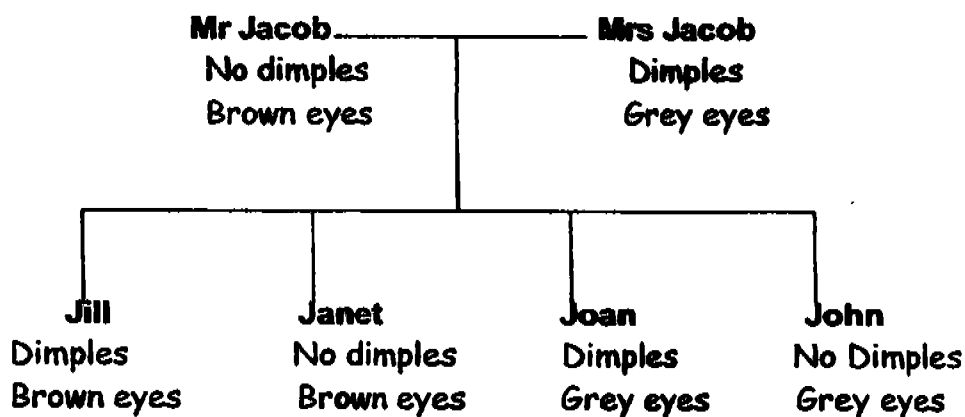 Mr Jacob Mrs Jacob
No dimples Dimples
Brown eyes Grey eyes
Jill Janet Joan John
Dimples No dimples Dimples No Dimples
Brown eyes Brown eyes Grey eyes Grey eyes